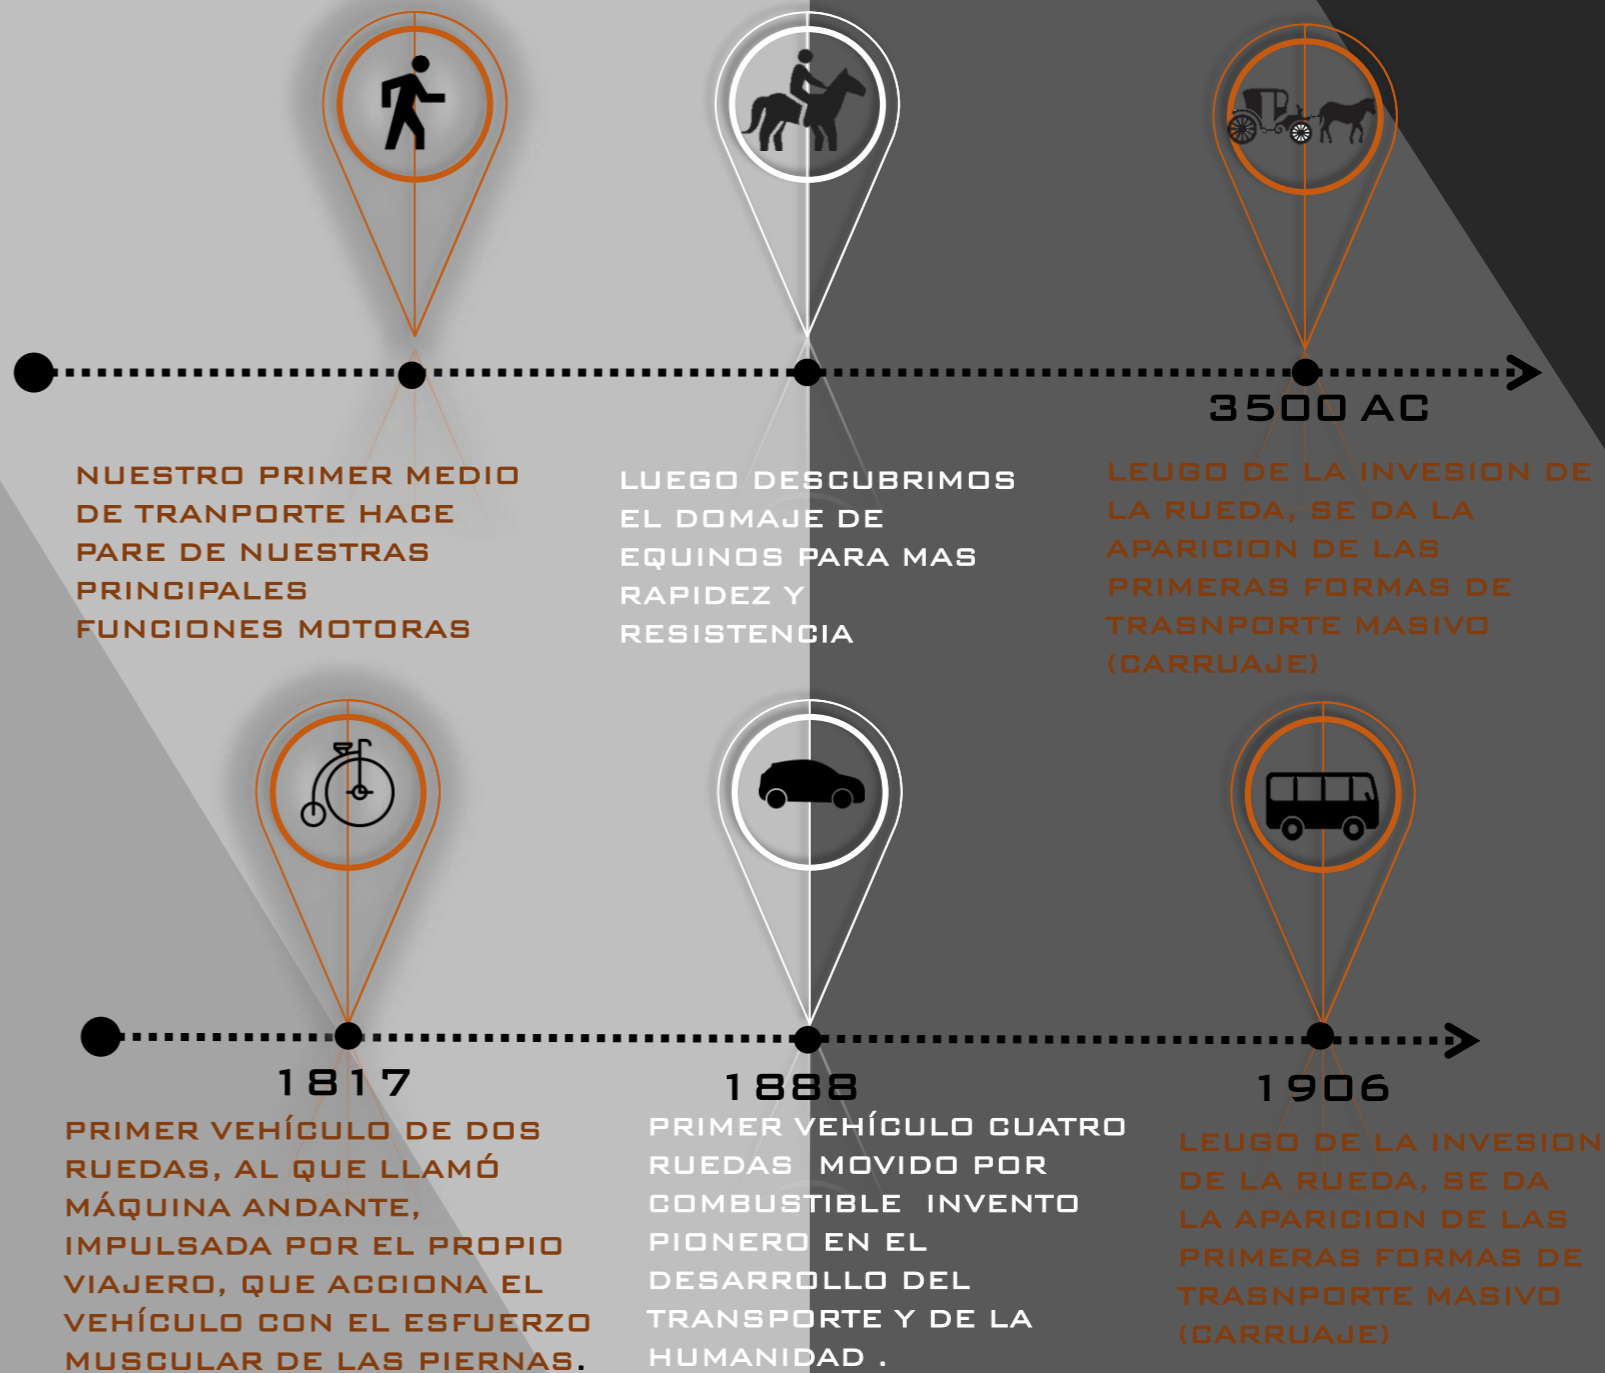 NUESTRO PRIMER MEDIO
DE TRANPORTE HACE
PARE DE NUESTRAS
PRINCIPALES
FUNCIONES MOTORAS
LUEGO DESCUBRIMOS
EL DOMAJE DE
EQUINOS PARA MAS
RAPIDEZ Y
RESISTENCIA
3500 AC
LEUGO DE LA INVESION DE
LA RUEDA, SE DA LA
APARICION DE LAS
PRIMERAS FORMAS DE
TRASNPORTE MASIVO
(CARRUAJE)
1817
PRIMER VEHÍCULO DE DOS
RUEDAS, AL QUE LLAMÓ
MÁQUINA ANDANTE,
IMPULSADA POR EL PROPIO
VIAJERO, QUE ACCIONA EL
VEHÍCULO CON EL ESFUERZO
MUSCULAR DE LAS PIERNAS.
1888
PRIMER VEHÍCULO CUATRO
RUEDAS MOVIDO POR
COMBUSTIBLE INVENTO
PIONERO EN EL
DESARROLLO DEL
TRANSPORTE Y DE LA
HUMANIDAD .
1906
LEUGO DE LA INVESION
DE LA RUEDA, SE DA
LA APARICION DE LAS
PRIMERAS FORMAS DE
TRASNPORTE MASIVO
(CARRUAJE)